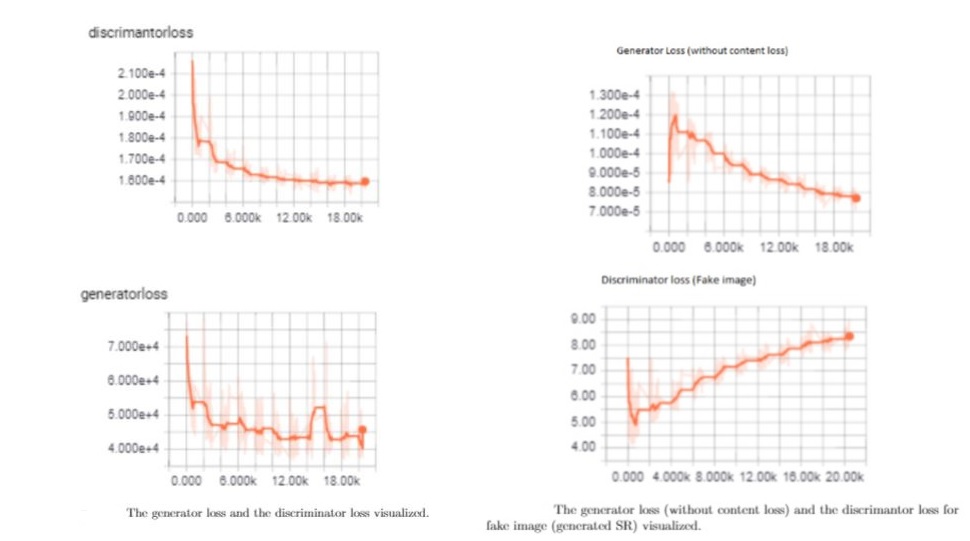 discrimantorloss
2.100e-4
2.000e-4
1.900e-4
1.800e-4
1.700e-4
1.600e-4
0.000 6.000k 12.00k 18.00k
generatorloss
7.000e+4
6.000e+4
5.000e+4
4.000e+4
0.000 6.000k 12.00k 18.00k
The generator loss and the discriminator loss visualized.
Generator Loss (without content loss)
1.300e-4
1.200e-4
1.100e-4
1.000e-4
9.000e-5
8.000e-5
7.000e-5
0.000 6.000k 12.00k 18.00k
Discriminator loss (Fake image)
9.00
8.00
7.00
6.00
5.00
4.00
0.000 4.000k 8.000k 12.00k 16.00k 20.00k
The generator loss (without content loss) and the discrimantor loss for
fake image (generated SR) visualized.